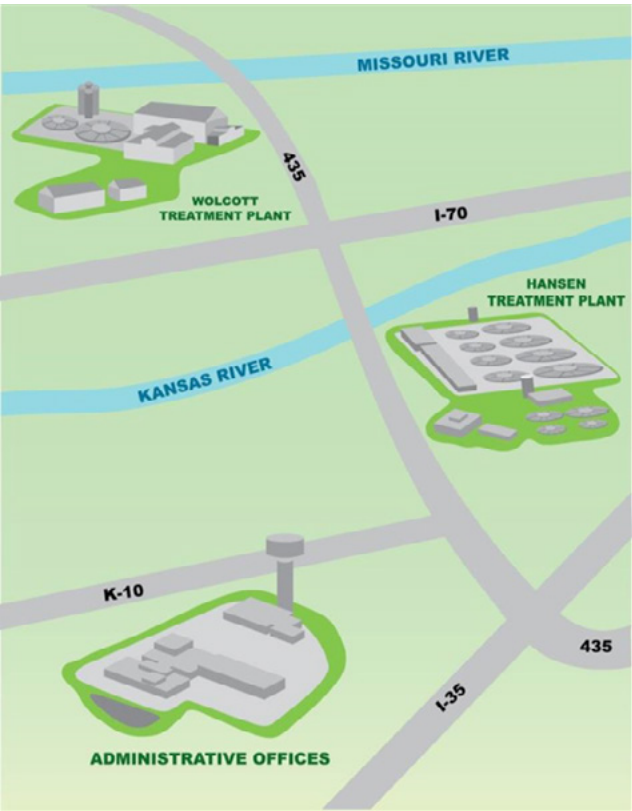 MISSOURI RIVER
435
WOLCOTT
TREATMENT PLANT
I-70
HANSEN
TREATMENT PLANT
KANSAS RIVER
K-10
435
I-35
ADMINISTRATIVE OFFICES